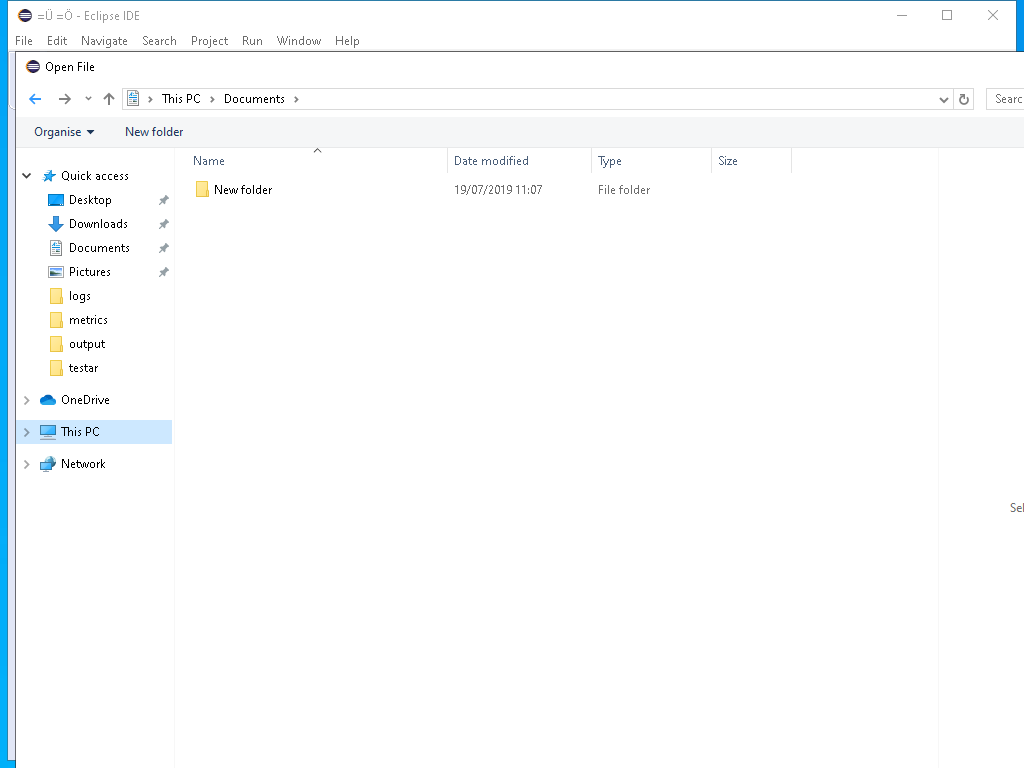 =Ü =Ö - Eclipse IDE
File Edit Navigate Search Project Run Window Help
Open File
This PC Documents Searc
Organise New folder
Name Date modified Type Size
New folder 19/07/2019 11:07 File folder
Quick access
Desktop
Downloads
Documents
Pictures
logs
metrics
output
testar
OneDrive
This PC
Network
Sel